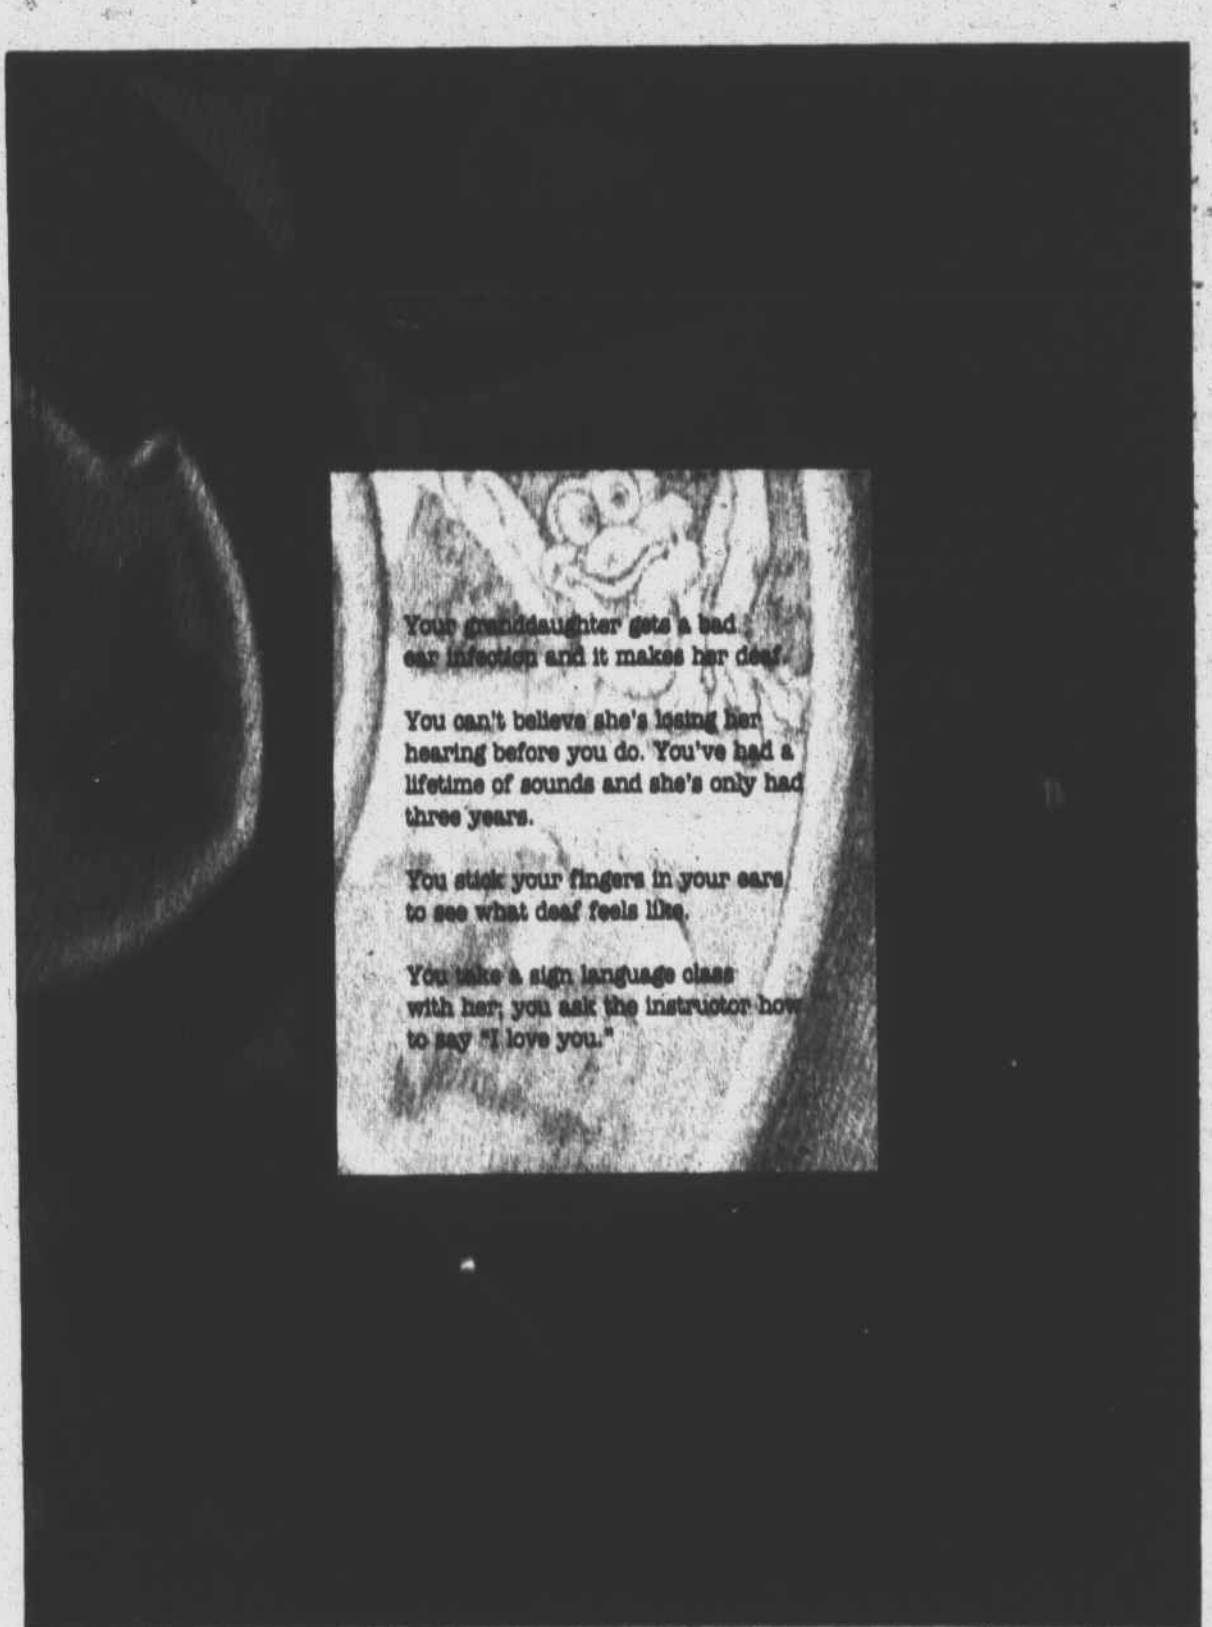 Your granddaughter gets a bad
ear infection and it makes her deaf.
You can't believe she's losing her
hearing before you do. You've had a
lifetime of sounds and she's only had
three years.
You stick your fingers in your ears
to see what deaf feels like.
You take a sign language class
with her; you ask the instructor how
to say "I love you."